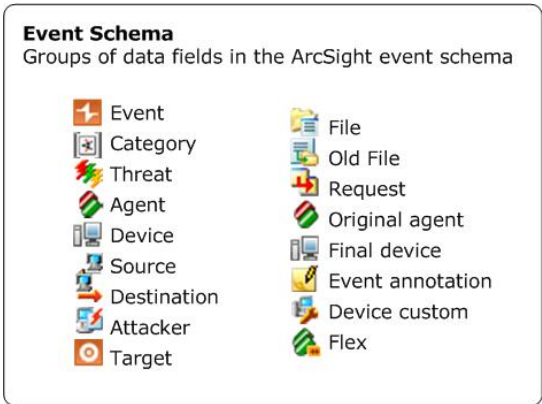 Event Schema
Groups of data fields in the ArcSight event schema
Event
Category
Threat
Agent
Device
Source
Destination
Attacker
Target
File
Old File
Request
Original agent
Final device
Event annotation
Device custom
Flex